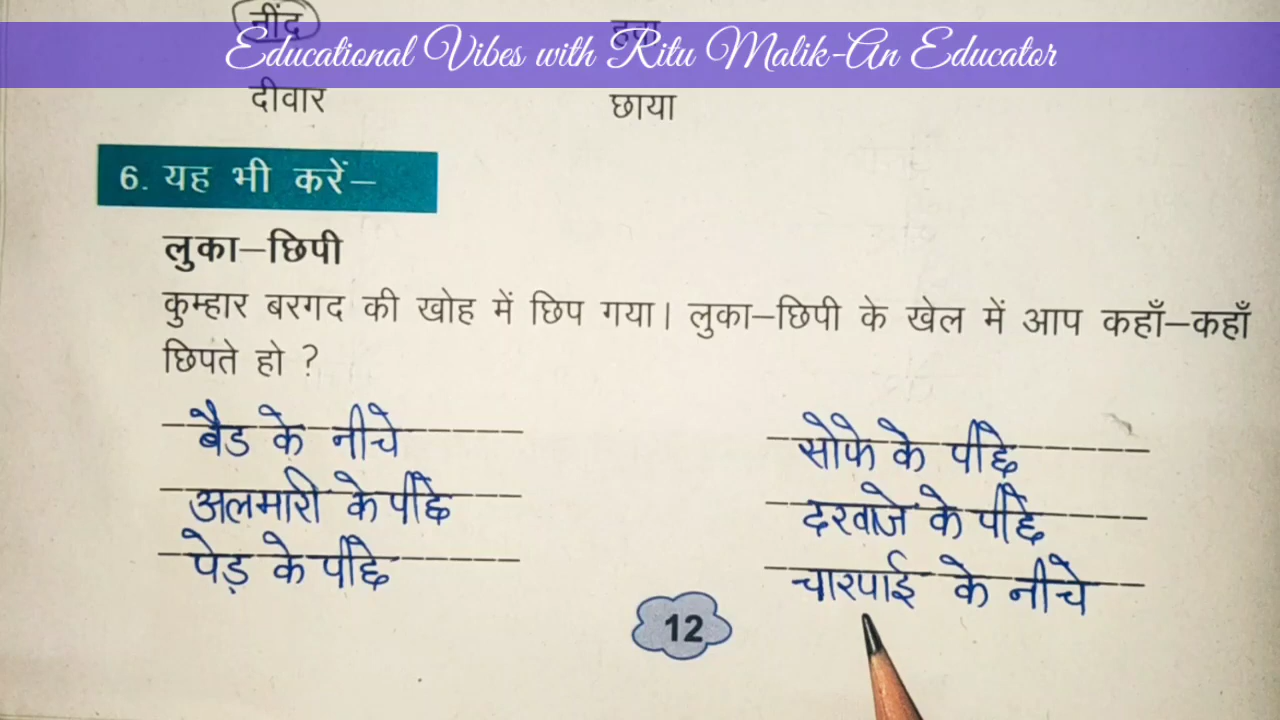 नींद हवा
Educational Vibes with Ritu Malik-An Educator
दीवार छाया
6. यह भी करें–
लुका–छिपी
कुम्हार बरगद की खोह में छिप गया। लुका–छिपी के खेल में आप कहाँ–कहाँ
छिपते हो ?
बैड के नीचे सोफे के पीछे
अलमारी के पीछे दरवाजे के पीछे
पेड़ के पीछे चारपाई के नीचे
12